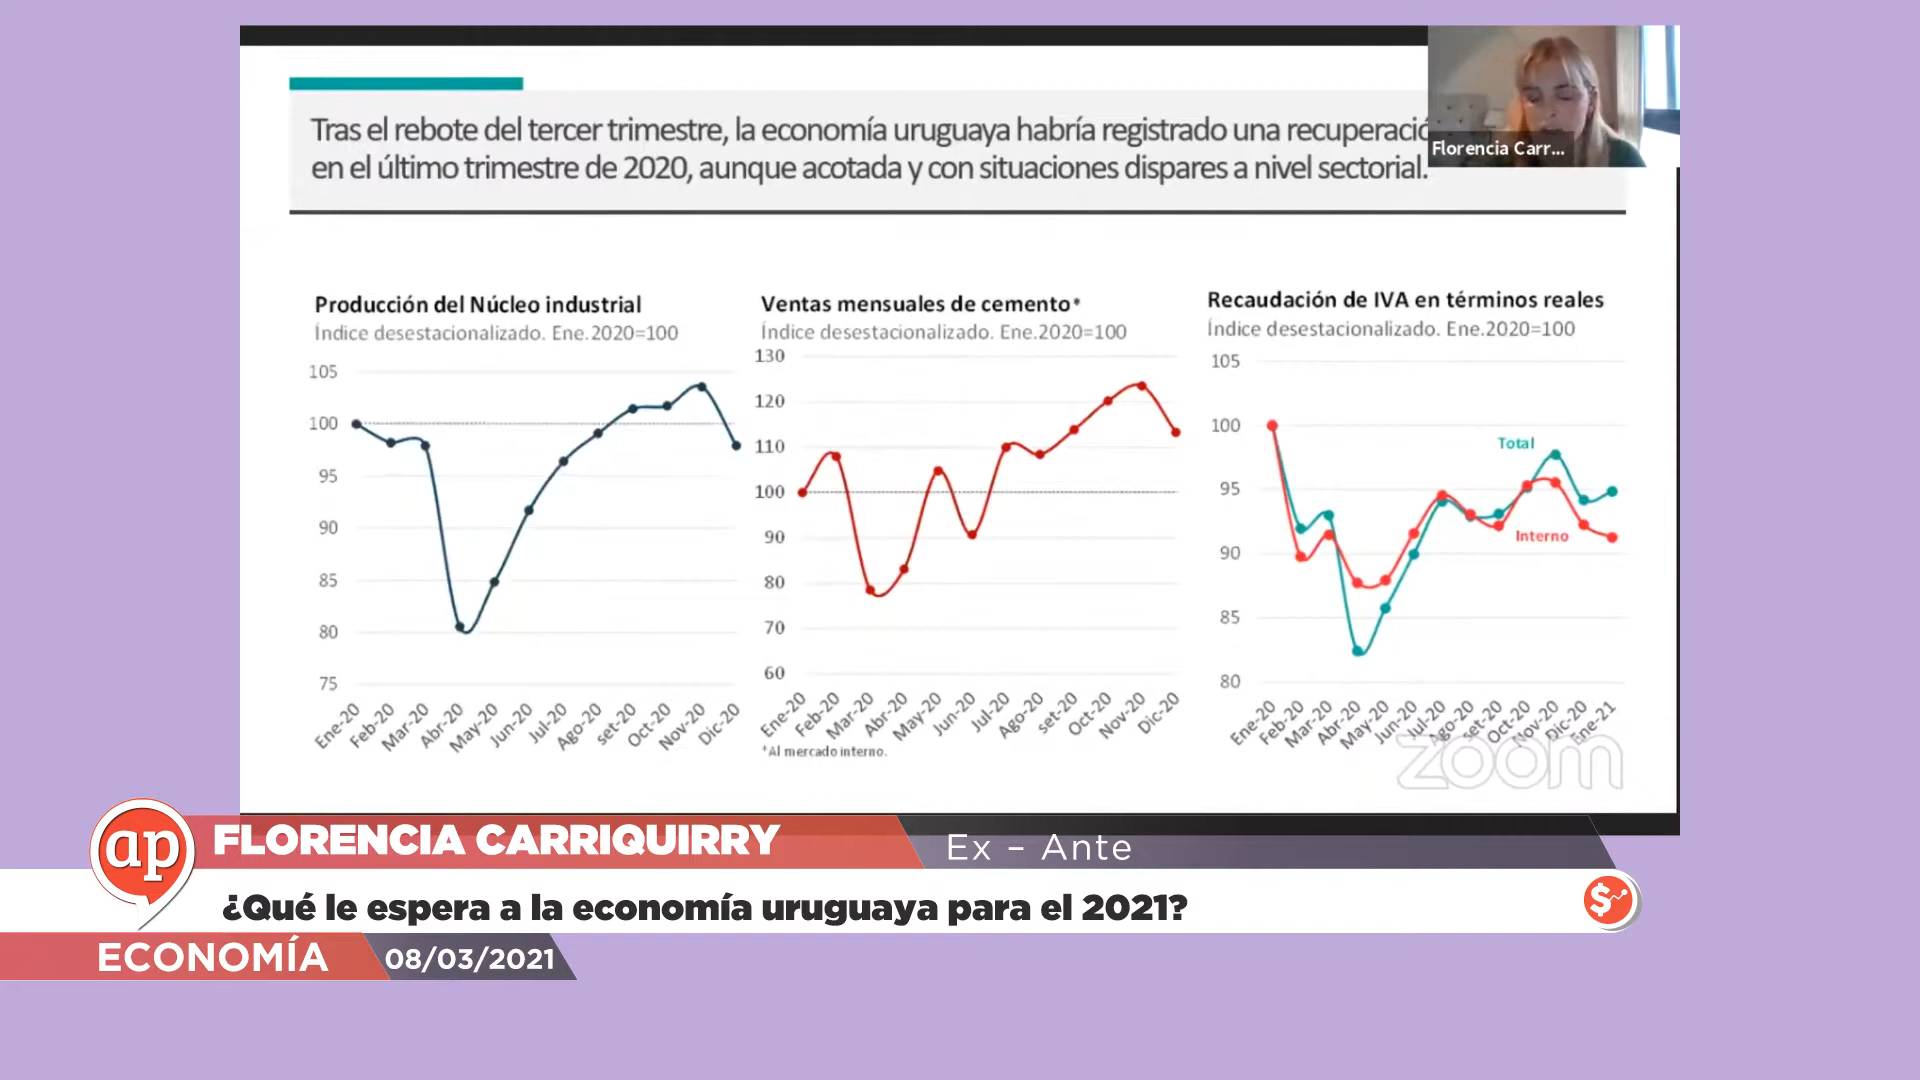 Tras el rebote del tercer trimestre, la economía uruguaya habría registrado una
en el último trimestre de 2020, aunque acotada y con situaciones dispares a nivel sectorial.
Florencia Carr...
Producción del Núcleo industrial
Índice desestacionalizado. Ene.2020=100
105
100
95
90
85
80
75
Ene-20
Feb-20
Mar-20
Abr-20
May-20
Jun-20
Jul-20
Ago-20
set-20
Oct-20
Nov-20
Dic-20
Ventas mensuales de cemento*
Índice desestacionalizado. Ene.2020=100
130
120
110
100
90
80
70
60
Ene-20
Feb-20
Mar-20
Abr-20
May-20
Jun-20
Jul-20
Ago-20
set-20
Oct-20
Nov-20
Dic-20
*Al mercado interno.
Recaudación de IVA en términos reales
Índice desestacionalizado. Ene.2020=100
105
100
95
90
85
80
Total
Interno
Ene-20
Feb-20
Mar-20
Abr-20
May-20
Jun-20
Jul-20
Ago-20
set-20
Oct-20
Nov-20
Dic-20
Ene-21
zoom
ap
FLORENCIA CARRIQUIRRY
Ex – Ante
¿Qué le espera a la economía uruguaya para el 2021?
$
ECONOMÍA
08/03/2021